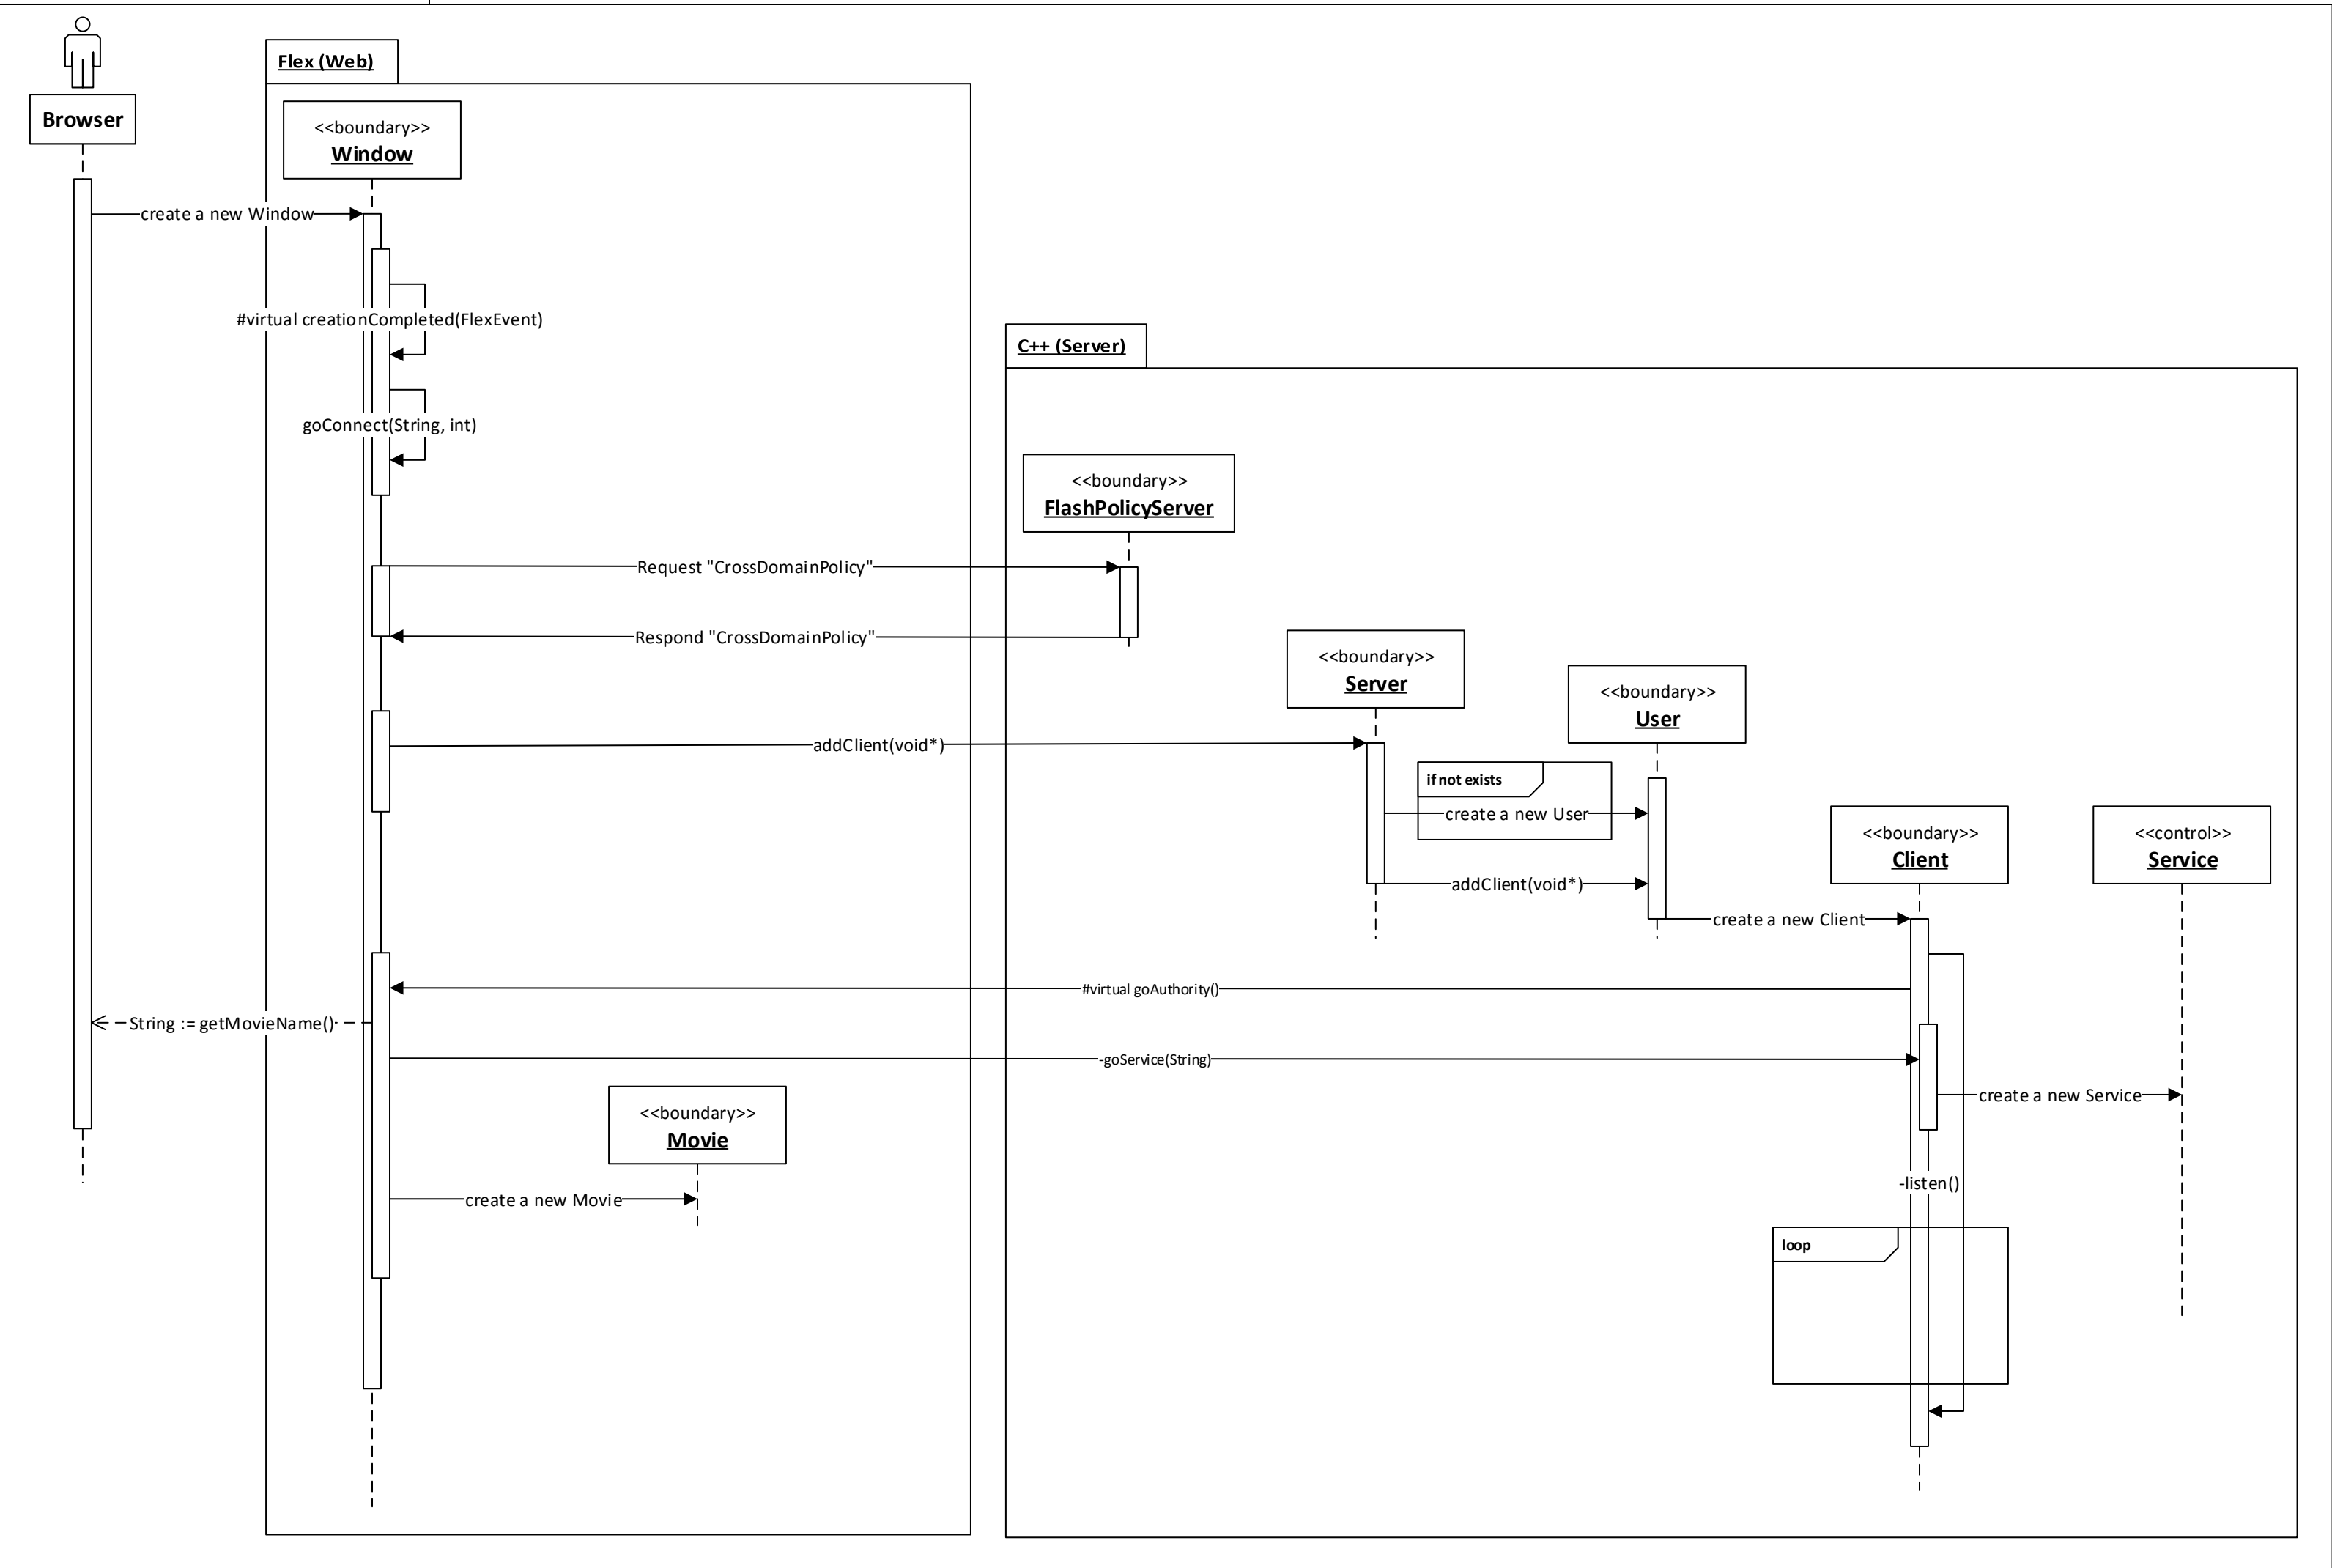 Browser
Flex (Web)
<<boundary>>
Window
create a new Window
#virtual creationCompleted(FlexEvent)
C++ (Server)
goConnect(String, int)
<<boundary>>
FlashPolicyServer
Request "CrossDomainPolicy"
Respond "CrossDomainPolicy"
<<boundary>>
Server
<<boundary>>
User
addClient(void*)
if not exists
create a new User
<<boundary>>
Client
<<control>>
Service
addClient(void*)
create a new Client
#virtual goAuthority()
String := getMovieName()
-goService(String)
create a new Service
<<boundary>>
Movie
-listen()
create a new Movie
loop